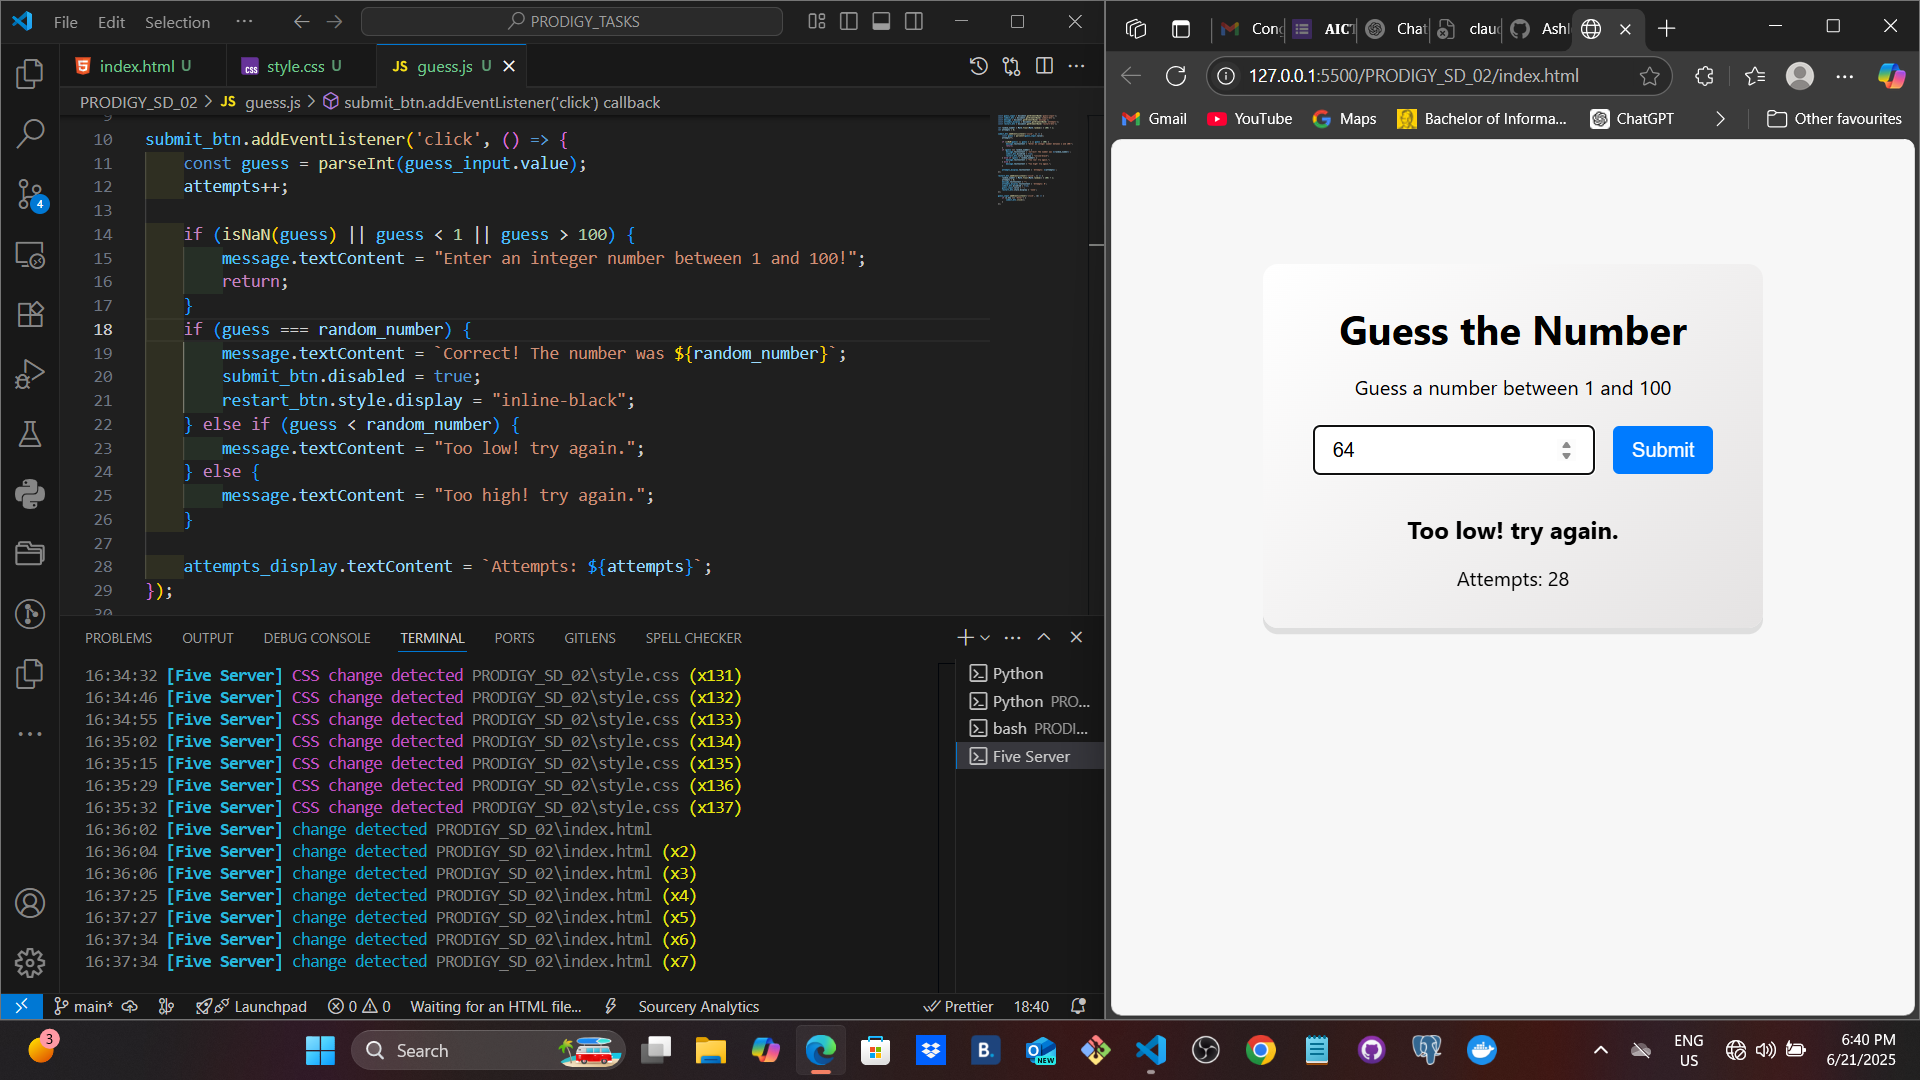 File Edit Selection ··· PRODIGY_TASKS
index.html U style.css U JS guess.js U
PRODIGY_SD_02 > JS guess.js > submit_btn.addEventListener('click') callback
9
10 submit_btn.addEventListener('click', () => {
11 const guess = parseInt(guess_input.value);
12 attempts++;
13
14 if (isNaN(guess) || guess < 1 || guess > 100) {
15 message.textContent = "Enter an integer number between 1 and 100!";
16 return;
17 }
18 if (guess === random_number) {
19 message.textContent = `Correct! The number was ${random_number}`;
20 submit_btn.disabled = true;
21 restart_btn.style.display = "inline-black";
22 } else if (guess < random_number) {
23 message.textContent = "Too low! try again.";
24 } else {
25 message.textContent = "Too high! try again.";
26 }
27
28 attempts_display.textContent = `Attempts: ${attempts}`;
29 });
30
4
PROBLEMS OUTPUT DEBUG CONSOLE TERMINAL PORTS GITLENS SPELL CHECKER
16:34:32 [Five Server] CSS change detected PRODIGY_SD_02\style.css (x131)
16:34:46 [Five Server] CSS change detected PRODIGY_SD_02\style.css (x132)
16:34:55 [Five Server] CSS change detected PRODIGY_SD_02\style.css (x133)
16:35:02 [Five Server] CSS change detected PRODIGY_SD_02\style.css (x134)
16:35:15 [Five Server] CSS change detected PRODIGY_SD_02\style.css (x135)
16:35:29 [Five Server] CSS change detected PRODIGY_SD_02\style.css (x136)
16:35:32 [Five Server] CSS change detected PRODIGY_SD_02\style.css (x137)
16:36:02 [Five Server] change detected PRODIGY_SD_02\index.html
16:36:04 [Five Server] change detected PRODIGY_SD_02\index.html (x2)
16:36:06 [Five Server] change detected PRODIGY_SD_02\index.html (x3)
16:37:25 [Five Server] change detected PRODIGY_SD_02\index.html (x4)
16:37:27 [Five Server] change detected PRODIGY_SD_02\index.html (x5)
16:37:34 [Five Server] change detected PRODIGY_SD_02\index.html (x6)
16:37:34 [Five Server] change detected PRODIGY_SD_02\index.html (x7)
Python
Python PRO...
bash PRODI...
Five Server
main* Launchpad 0 0 Waiting for an HTML file... Sourcery Analytics Prettier 18:40
Con AICT Chat clau Ashl
127.0.0.1:5500/PRODIGY_SD_02/index.html
Gmail YouTube Maps Bachelor of Informa... ChatGPT Other favourites
Guess the Number
Guess a number between 1 and 100
64 Submit
Too low! try again.
Attempts: 28
3 Search NEW B. ENG US 6:40 PM
6/21/2025